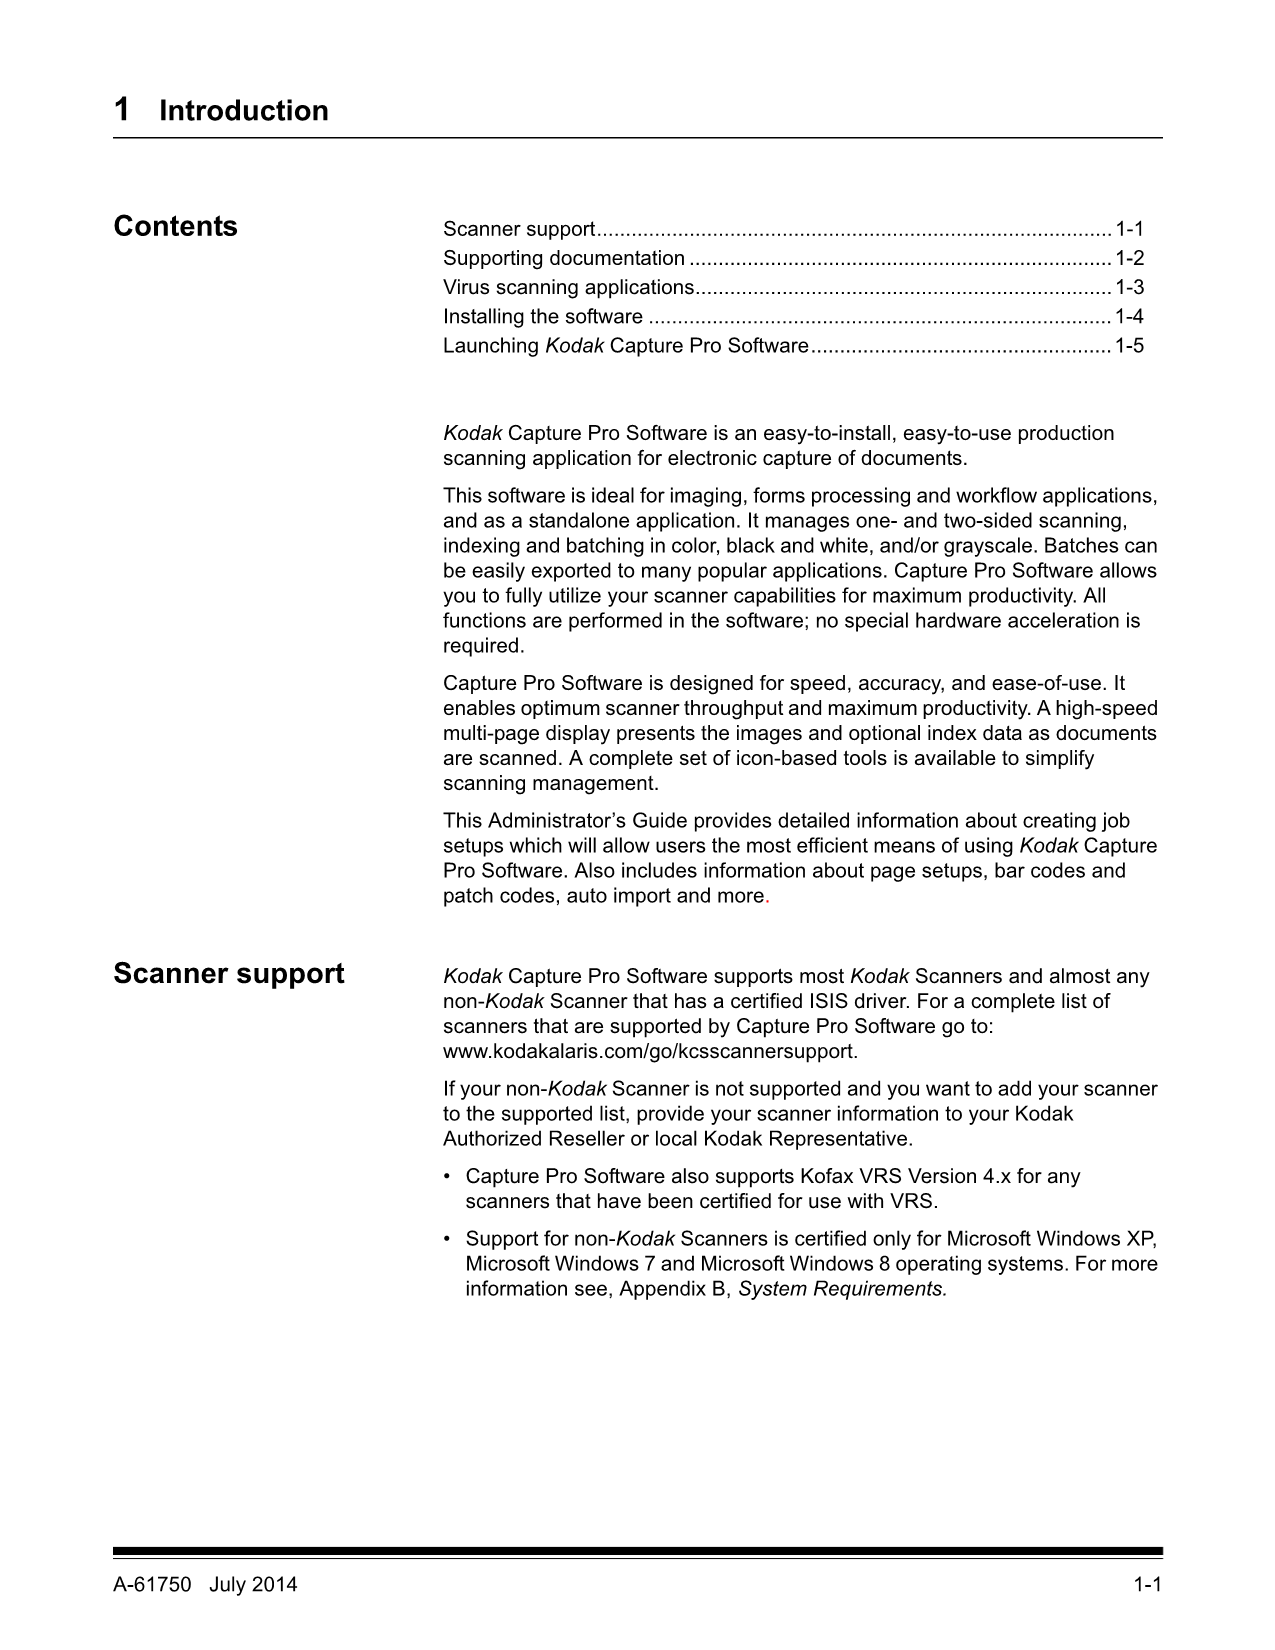 1 Introduction
Contents
Scanner support......................................................................................... 1-1
Supporting documentation ......................................................................... 1-2
Virus scanning applications........................................................................ 1-3
Installing the software ................................................................................ 1-4
Launching Kodak Capture Pro Software.................................................... 1-5
Kodak Capture Pro Software is an easy-to-install, easy-to-use production
scanning application for electronic capture of documents.
This software is ideal for imaging, forms processing and workflow applications,
and as a standalone application. It manages one- and two-sided scanning,
indexing and batching in color, black and white, and/or grayscale. Batches can
be easily exported to many popular applications. Capture Pro Software allows
you to fully utilize your scanner capabilities for maximum productivity. All
functions are performed in the software; no special hardware acceleration is
required.
Capture Pro Software is designed for speed, accuracy, and ease-of-use. It
enables optimum scanner throughput and maximum productivity. A high-speed
multi-page display presents the images and optional index data as documents
are scanned. A complete set of icon-based tools is available to simplify
scanning management.
This Administrator’s Guide provides detailed information about creating job
setups which will allow users the most efficient means of using Kodak Capture
Pro Software. Also includes information about page setups, bar codes and
patch codes, auto import and more.
Scanner support
Kodak Capture Pro Software supports most Kodak Scanners and almost any
non-Kodak Scanner that has a certified ISIS driver. For a complete list of
scanners that are supported by Capture Pro Software go to:
www.kodakalaris.com/go/kcsscannersupport.
If your non-Kodak Scanner is not supported and you want to add your scanner
to the supported list, provide your scanner information to your Kodak
Authorized Reseller or local Kodak Representative.
• Capture Pro Software also supports Kofax VRS Version 4.x for any
scanners that have been certified for use with VRS.
• Support for non-Kodak Scanners is certified only for Microsoft Windows XP,
Microsoft Windows 7 and Microsoft Windows 8 operating systems. For more
information see, Appendix B, System Requirements.
A-61750 July 2014 1-1